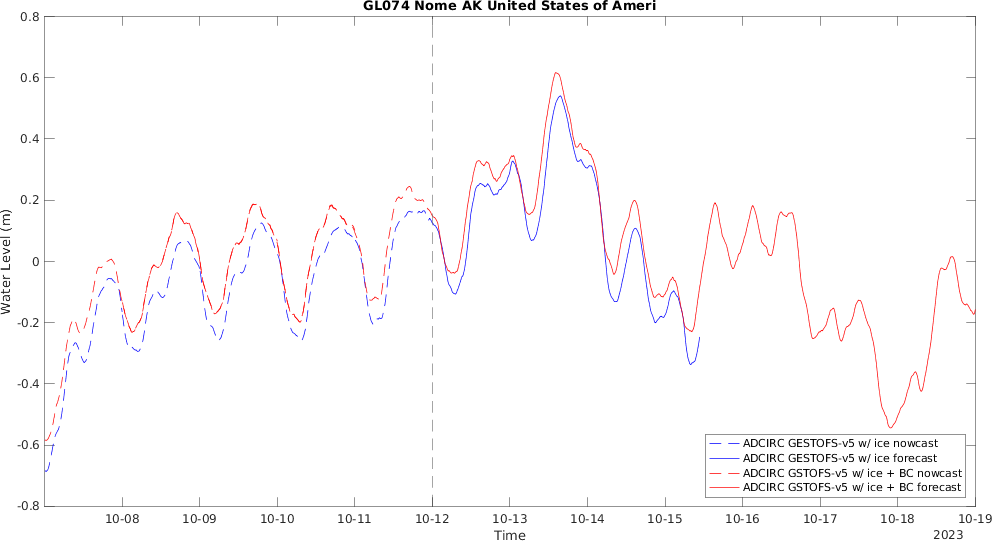 GL074 Nome AK United States of Ameri
0.8
0.6
0.4
0.2
0
-0.2
-0.4
-0.6
-0.8
Water Level (m)
10-08 10-09 10-10 10-11 10-12 10-13 10-14 10-15 10-16 10-17 10-18 10-19
Time
2023
ADCIRC GESTOFS-v5 w/ ice nowcast
ADCIRC GESTOFS-v5 w/ ice forecast
ADCIRC GSTOFS-v5 w/ ice + BC nowcast
ADCIRC GSTOFS-v5 w/ ice + BC forecast